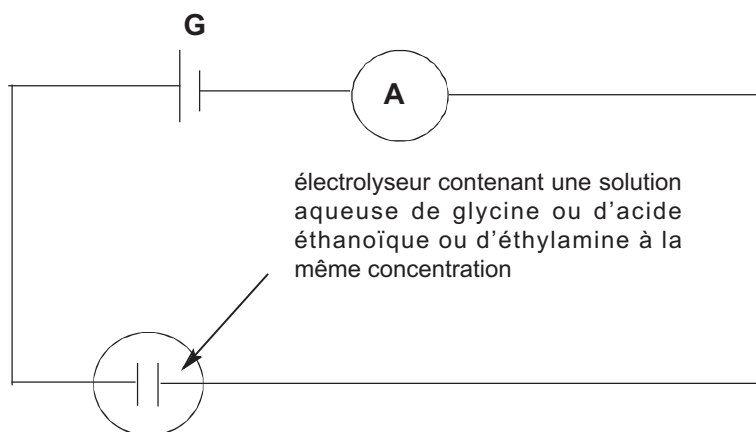 G
A
électrolyseur contenant une solution
aqueuse de glycine ou d'acide
éthanoïque ou d'éthylamine à la
même concentration